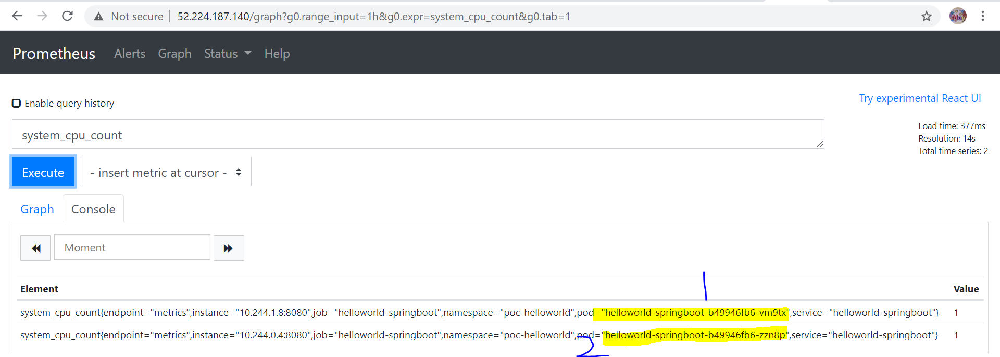 Not secure | 52.224.187.140/graph?g0.range_input=1h&g0.expr=system_cpu_count&g0.tab=1
Prometheus Alerts Graph Status Help
Enable query history
Try experimental React UI
system_cpu_count
Load time: 377ms
Resolution: 14s
Total time series: 2
Execute - insert metric at cursor -
Graph Console
Moment
1
Element Value
system_cpu_count{endpoint="metrics",instance="10.244.1.8:8080",job="helloworld-springboot",namespace="poc-helloworld",pod="helloworld-springboot-b49946fb6-vm9tx",service="helloworld-springboot"} 1
system_cpu_count{endpoint="metrics",instance="10.244.0.4:8080",job="helloworld-springboot",namespace="poc-helloworld",pod="helloworld-springboot-b49946fb6-zzn8p",service="helloworld-springboot"} 1
2